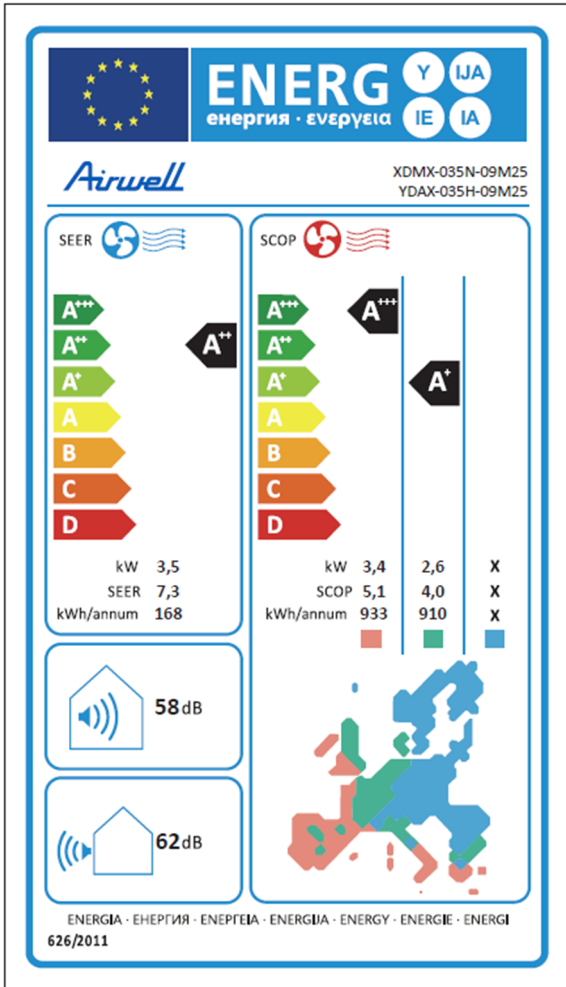 ENERG
енергия · ενεργεια
Y IJA
IE IA
Airwell
XDMX-035N-09M25
YDAX-035H-09M25
SEER
A+++
A++
A+
A
B
C
D
A++
kW 3,5
SEER 7,3
kWh/annum 168
SCOP
A+++
A++
A+
A
B
C
D
A+++
A+
kW 3,4 2,6 X
SCOP 5,1 4,0 X
kWh/annum 933 910 X
58dB
62dB
ENERGIA · ЕНЕРГИЯ · ΕΝΕΡΓΕΙΑ · ENERGIJA · ENERGY · ENERGIE · ENERGI
626/2011